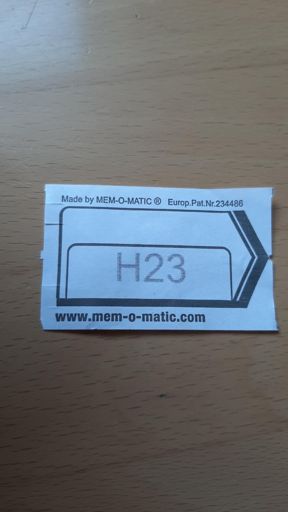 Made by MEM-O-MATIC ® Europ.Pat.Nr.234486
H23
www.mem-o-matic.com